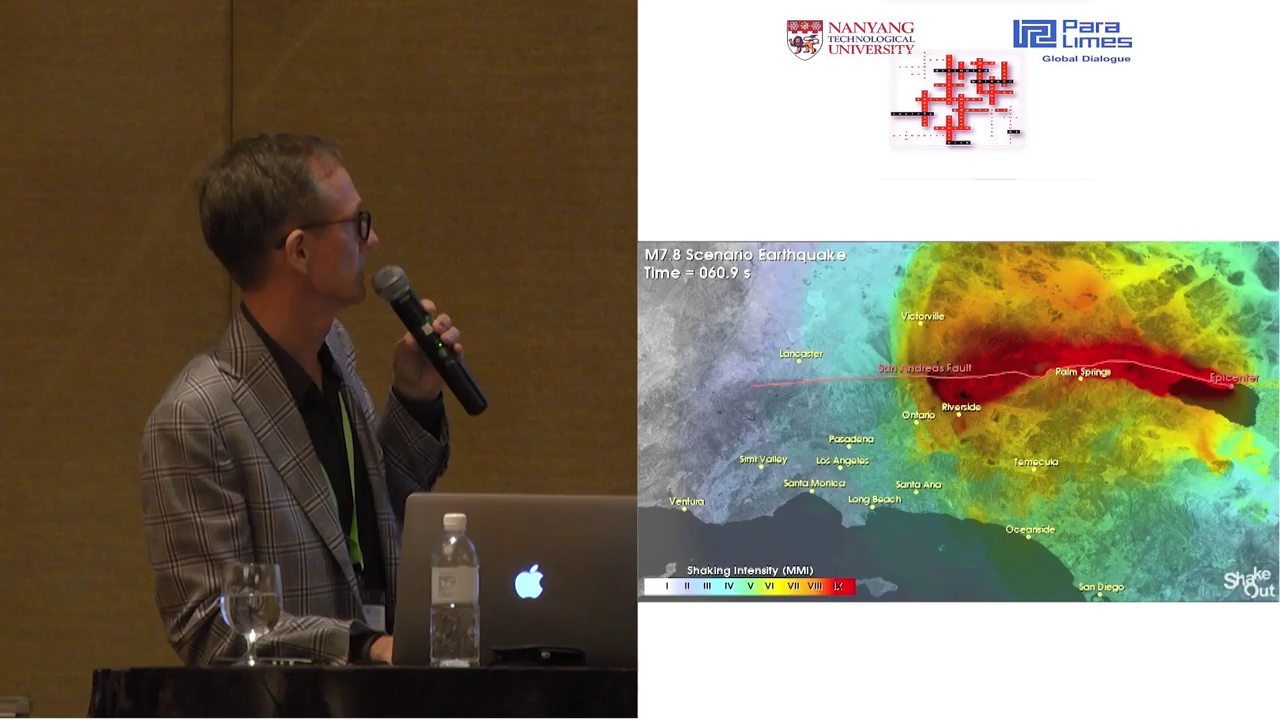 NANYANG
TECHNOLOGICAL
UNIVERSITY
Para
Limes
Global Dialogue
M7.8 Scenario Earthquake
Time = 060.9 s
Victorville
Lancaster
San Andreas Fault
Palm Springs
Epicenter
Ontario
Riverside
Pasadena
Simi Valley
Los Angeles
Temecula
Santa Monica
Santa Ana
Ventura
Long Beach
Oceanside
Shaking Intensity (MMI)
I II III IV V VI VII VIII IX
San Diego
Shake
Out